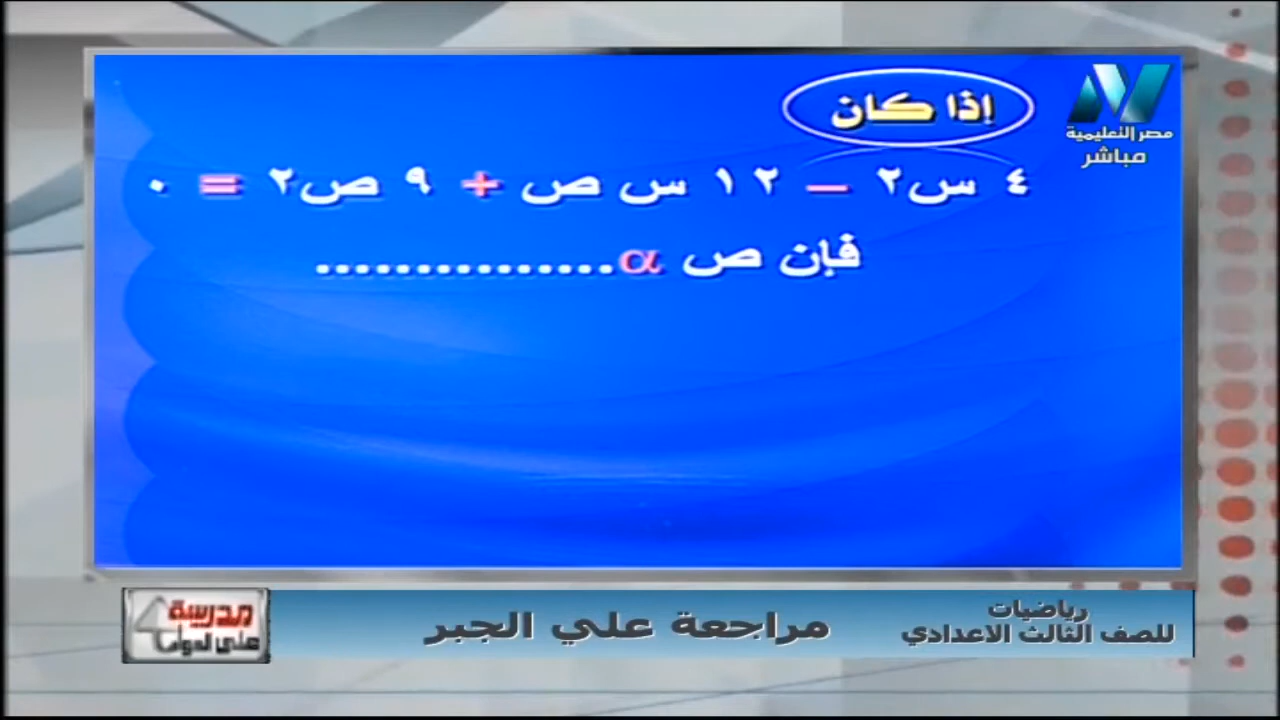 إذا كان
٤ س٢ – ١٢ س ص + ٩ ص٢ = ٠
فإن ص α ...............
مصر التعليمية
مباشر
رياضيات
للصف الثالث الاعدادي
مراجعة علي الجبر
مدرسة
على الهواء